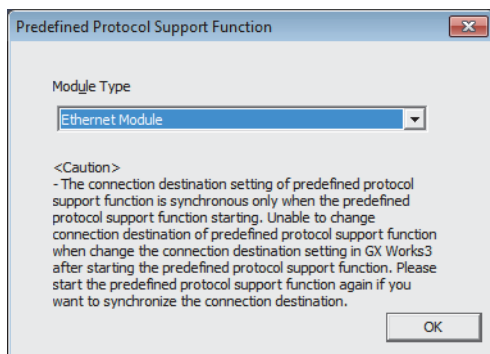 Predefined Protocol Support Function
Module Type
Ethernet Module
<Caution>
- The connection destination setting of predefined protocol
support function is synchronous only when the predefined
protocol support function starting. Unable to change
connection destination of predefined protocol support function
when change the connection destination setting in GX Works3
after starting the predefined protocol support function. Please
start the predefined protocol support function again if you
want to synchronize the connection destination.
OK